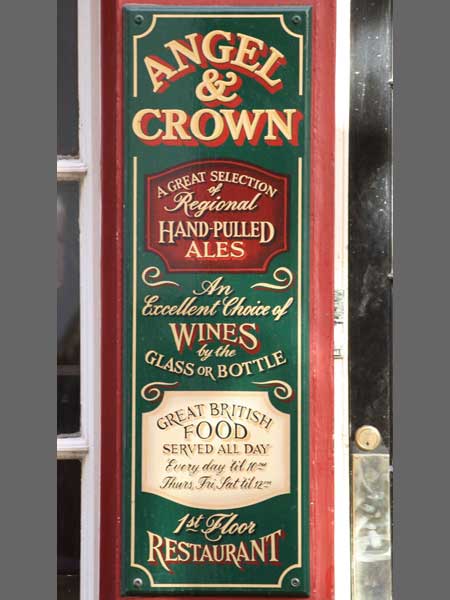 ANGEL
&
CROWN
A GREAT SELECTION
of
Regional
HAND-PULLED
ALES
An
Excellent Choice of
WINES
by the
GLASS OR BOTTLE
GREAT BRITISH
FOOD
SERVED ALL DAY
Every day til 10pm
Thurs, Fri, Sat til 12pm
1st Floor
RESTAURANT